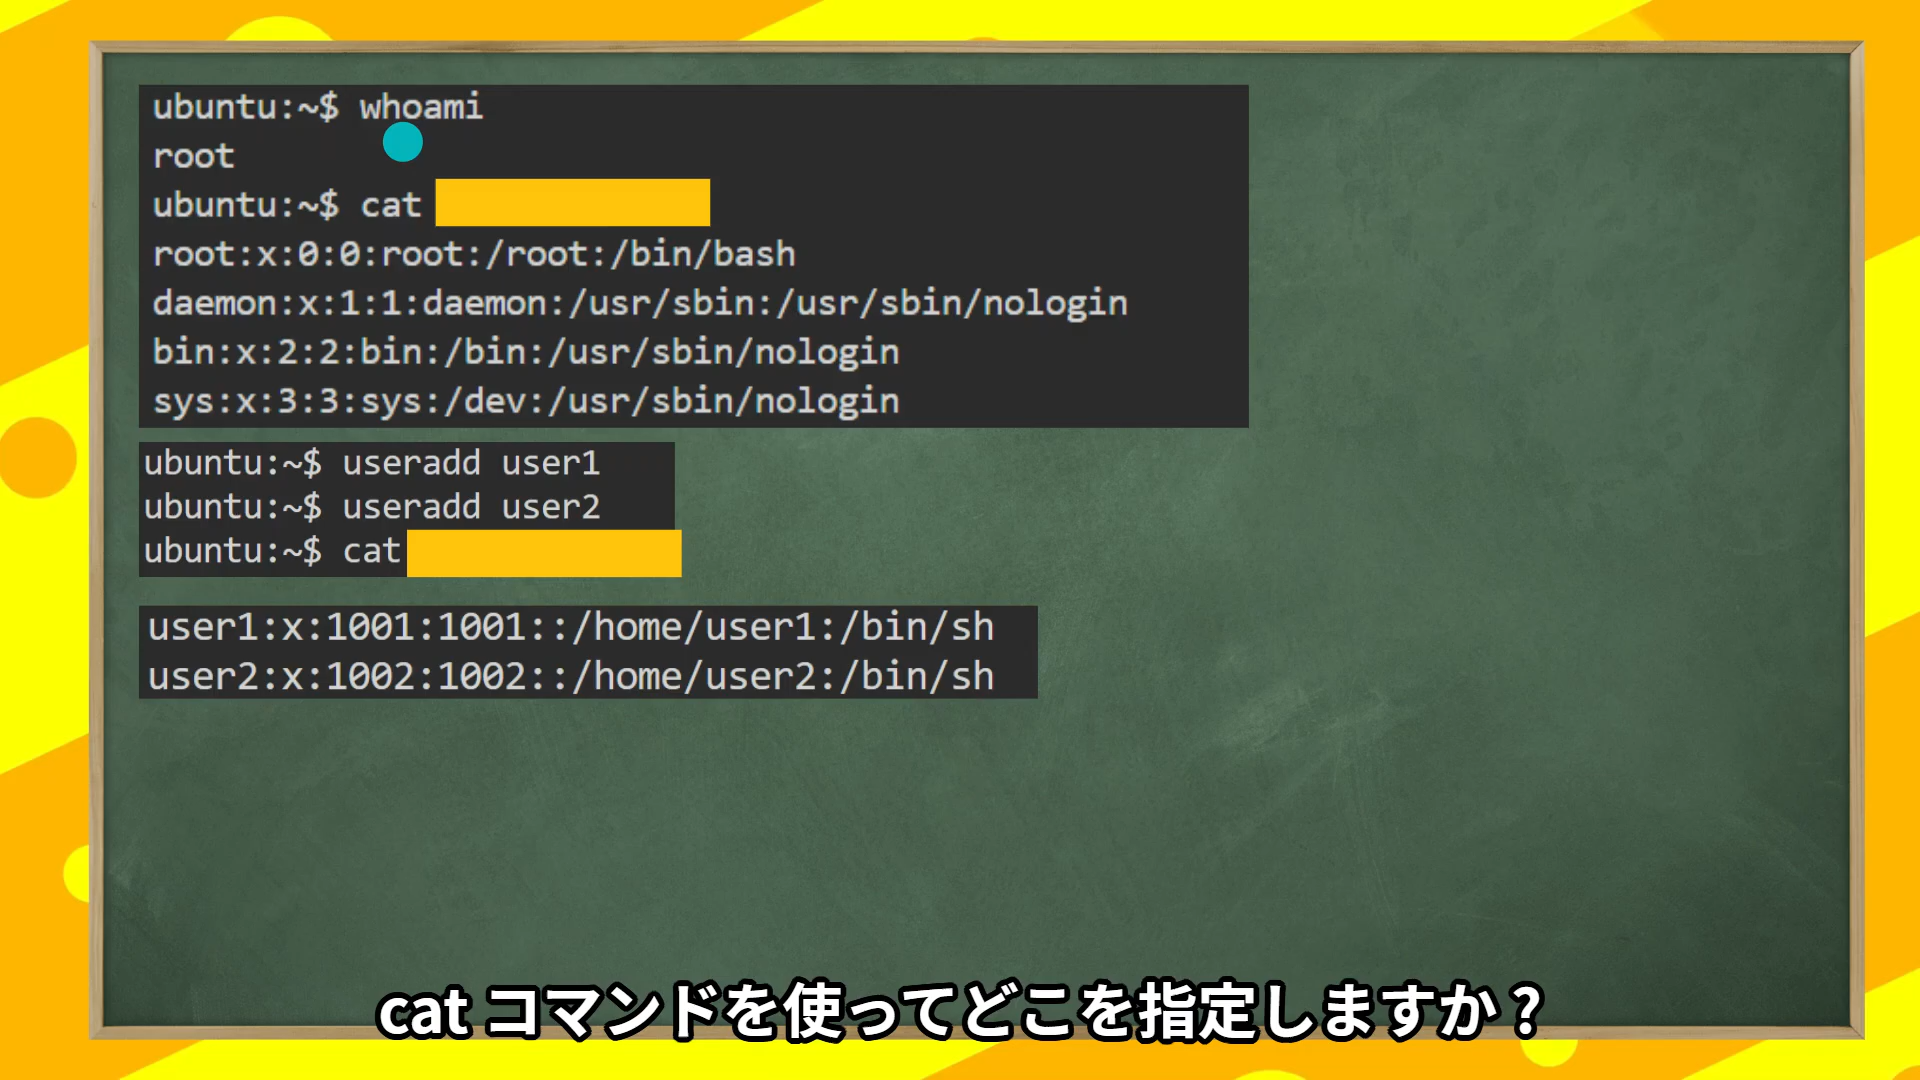 ubuntu:~$ whoami
root
ubuntu:~$ cat
root:x:0:0:root:/root:/bin/bash
daemon:x:1:1:daemon:/usr/sbin:/usr/sbin/nologin
bin:x:2:2:bin:/bin:/usr/sbin/nologin
sys:x:3:3:sys:/dev:/usr/sbin/nologin
ubuntu:~$ useradd user1
ubuntu:~$ useradd user2
ubuntu:~$ cat
user1:x:1001:1001::/home/user1:/bin/sh
user2:x:1002:1002::/home/user2:/bin/sh
cat コマンドを使ってどこを指定しますか?